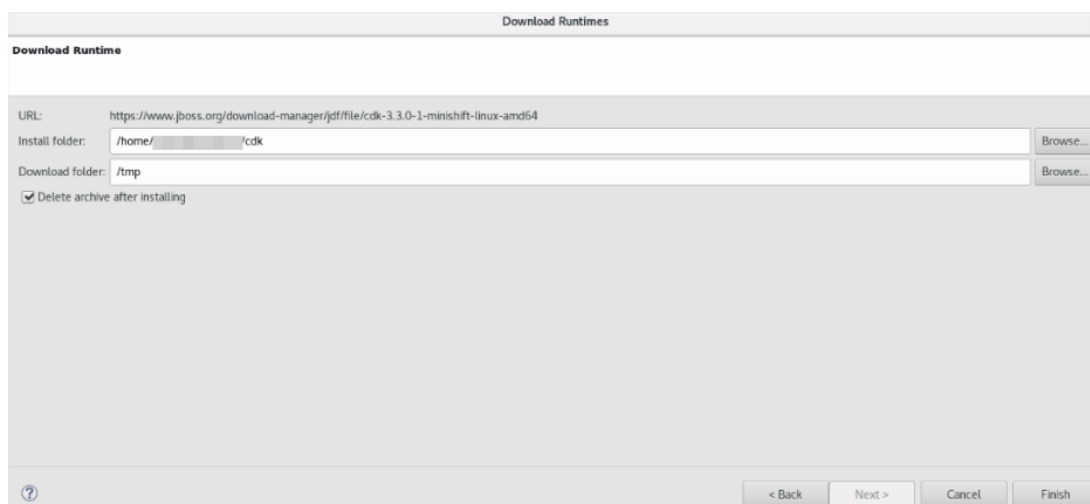 Download Runtimes
Download Runtime
URL: https://www.jboss.org/download-manager/jdf/file/cdk-3.3.0-1-minishift-linux-amd64
Install folder: /home/ /cdk Browse...
Download folder: /tmp Browse...
Delete archive after installing
? < Back Next > Cancel Finish